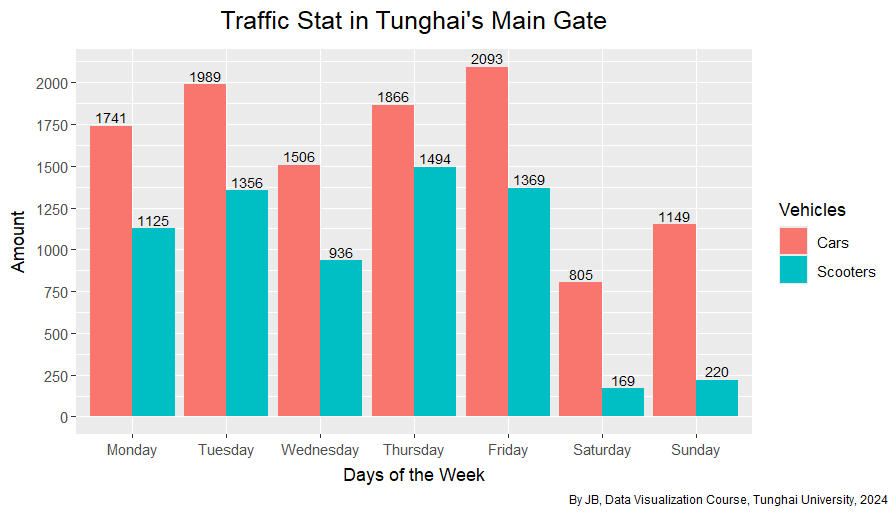 Traffic Stat in Tunghai's Main Gate
Amount
2000
1750
1500
1250
1000
750
500
250
0
1741
1125
1989
1356
1506
936
1866
1494
2093
1369
805
169
1149
220
Monday
Tuesday
Wednesday
Thursday
Friday
Saturday
Sunday
Days of the Week
Vehicles
Cars
Scooters
By JB, Data Visualization Course, Tunghai University, 2024